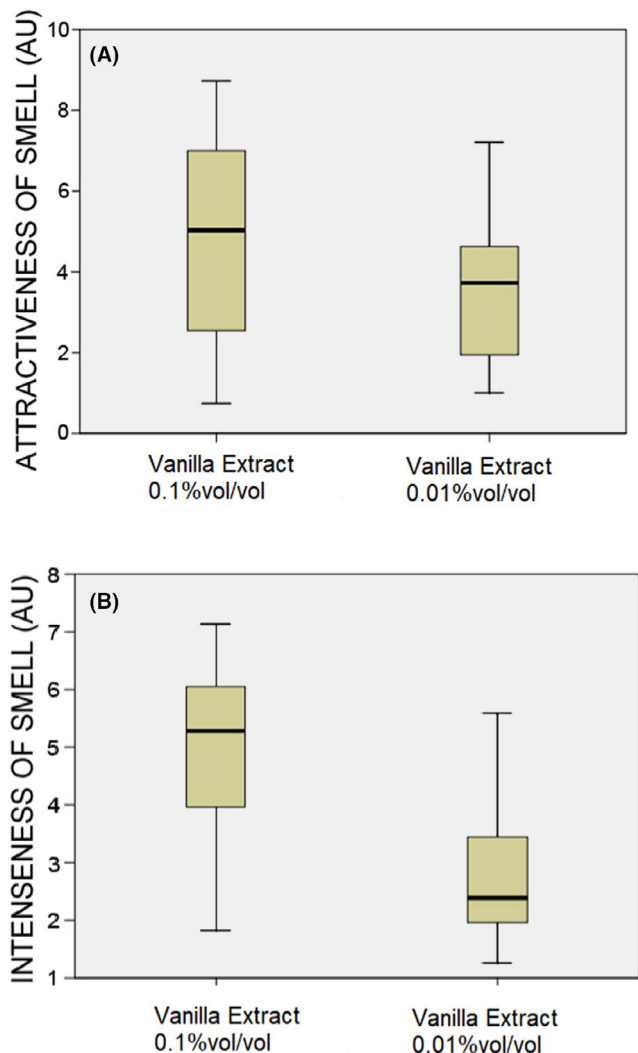 ATTRACTIVENESS OF SMELL (AU)
(A)
10
8
6
4
2
0
Vanilla Extract
0.1%vol/vol
Vanilla Extract
0.01%vol/vol
INTENSENESS OF SMELL (AU)
(B)
8
7
6
5
4
3
2
1
Vanilla Extract
0.1%vol/vol
Vanilla Extract
0.01%vol/vol